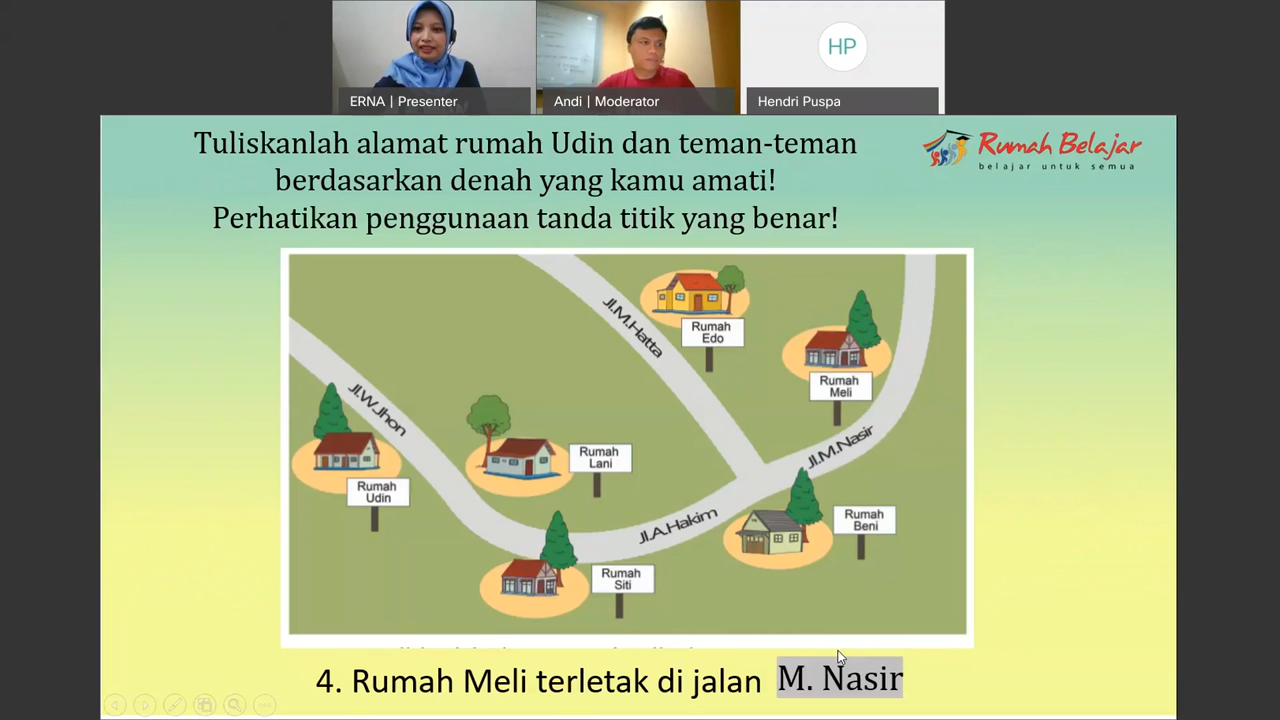 ERNA | Presenter
Andi | Moderator
HP
Hendri Puspa
Tuliskanlah alamat rumah Udin dan teman-teman
berdasarkan denah yang kamu amati!
Perhatikan penggunaan tanda titik yang benar!
Rumah Belajar
belajar untuk semua
Jl.M.Hatta
Rumah
Edo
Rumah
Meli
Jl.W.Jhon
Jl.M.Nasir
Rumah
Lani
Rumah
Udin
Jl.A.Hakim
Rumah
Beni
Rumah
Siti
4. Rumah Meli terletak di jalan M. Nasir